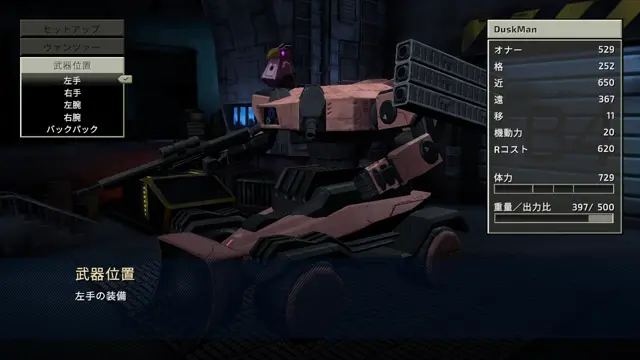 セットアップ
ヴァンツァー
武器位置
左手
右手
左腕
右腕
バックパック
DuskMan
オナー 529
格 252
近 650
遠 367
移 11
機動力 20
Rコスト 620
体力 729
重量／出力比 397/ 500
武器位置
左手の装備